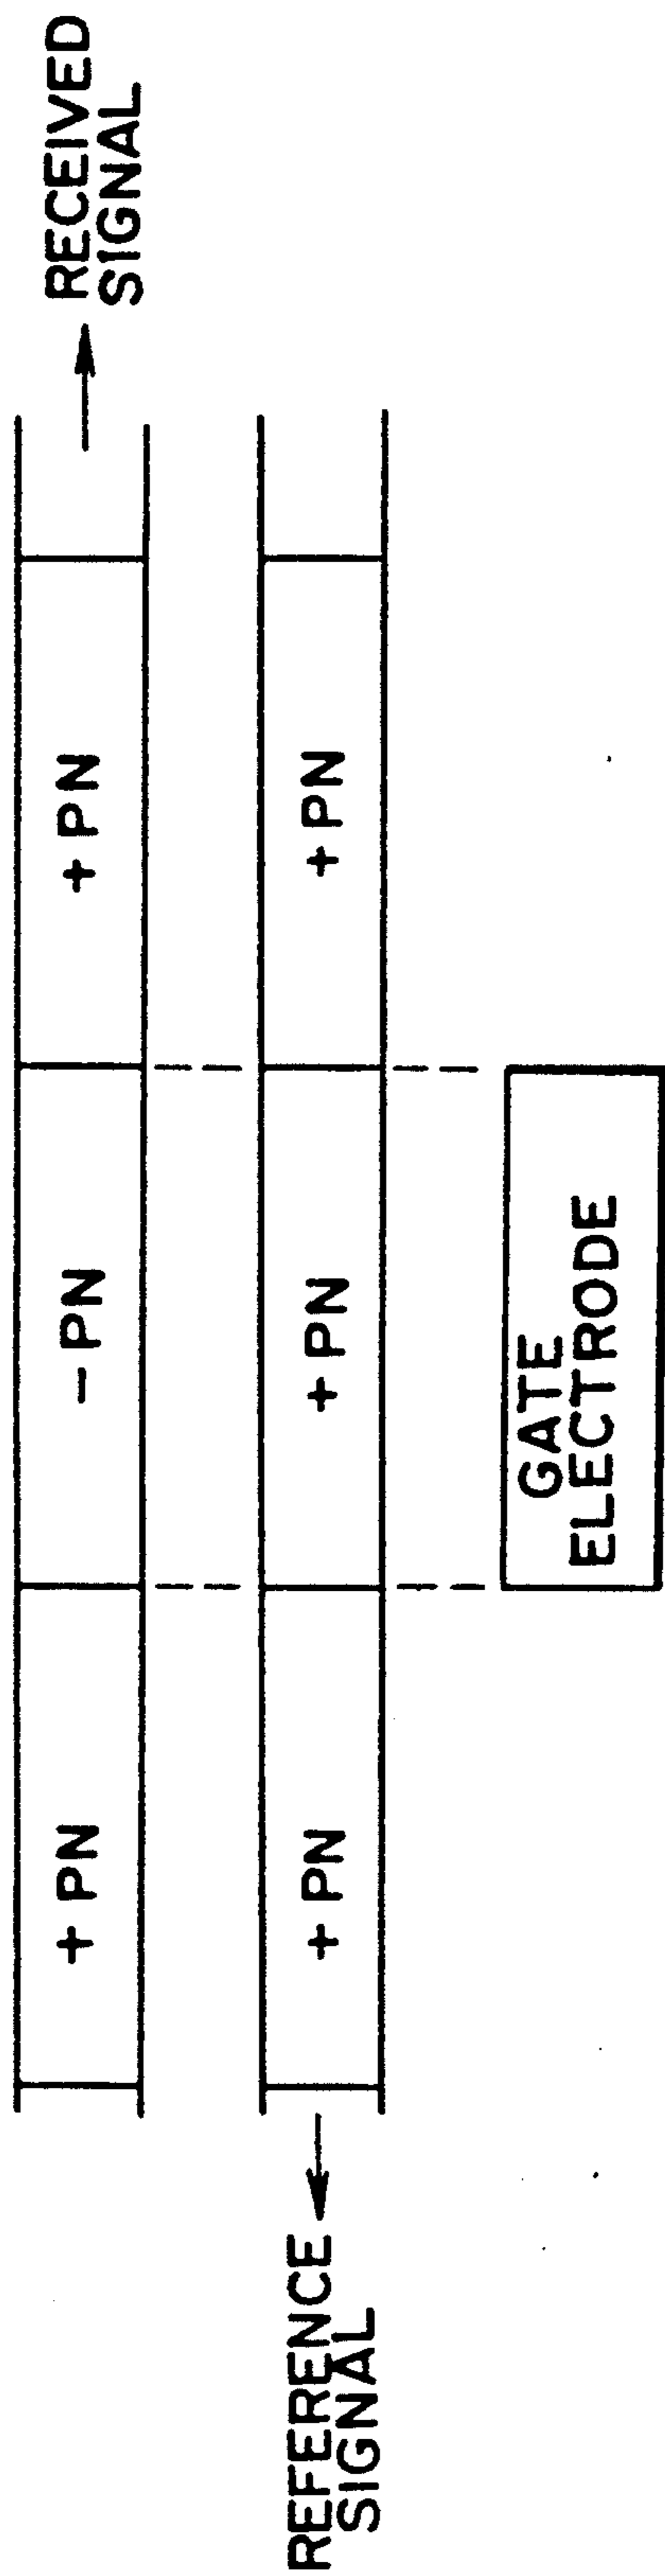 RECEIVED
SIGNAL
+ PN
- PN
+ PN
+ PN
+ PN
+ PN
REFERENCE
SIGNAL
GATE
ELECTRODE